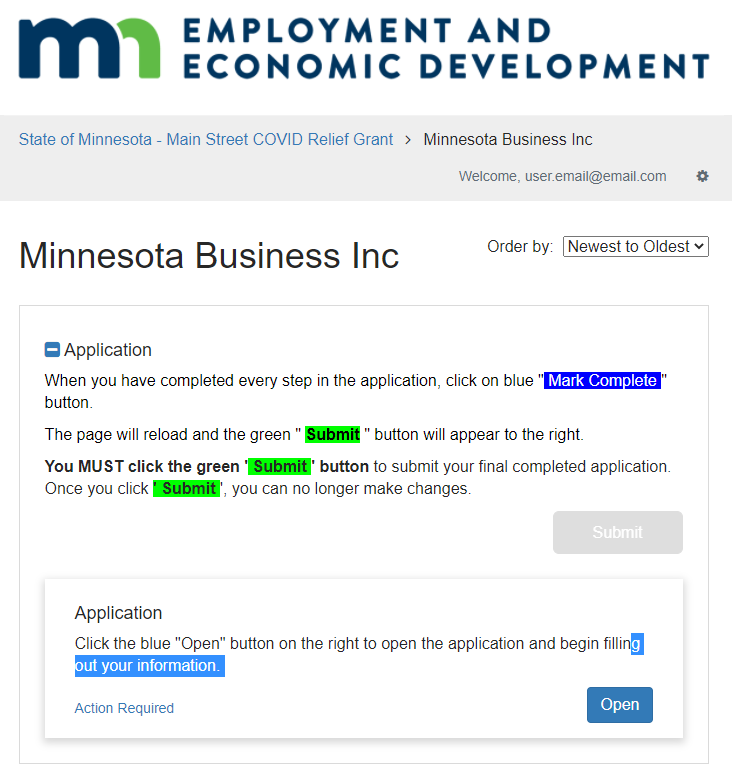 mn EMPLOYMENT AND
ECONOMIC DEVELOPMENT
State of Minnesota - Main Street COVID Relief Grant > Minnesota Business Inc
Welcome, user.email@email.com
Minnesota Business Inc
Order by: Newest to Oldest
Application
When you have completed every step in the application, click on blue " Mark Complete "
button.
The page will reload and the green " Submit " button will appear to the right.
You MUST click the green ' Submit ' button to submit your final completed application.
Once you click ' Submit ', you can no longer make changes.
Submit
Application
Click the blue "Open" button on the right to open the application and begin filling
out your information.
Action Required
Open